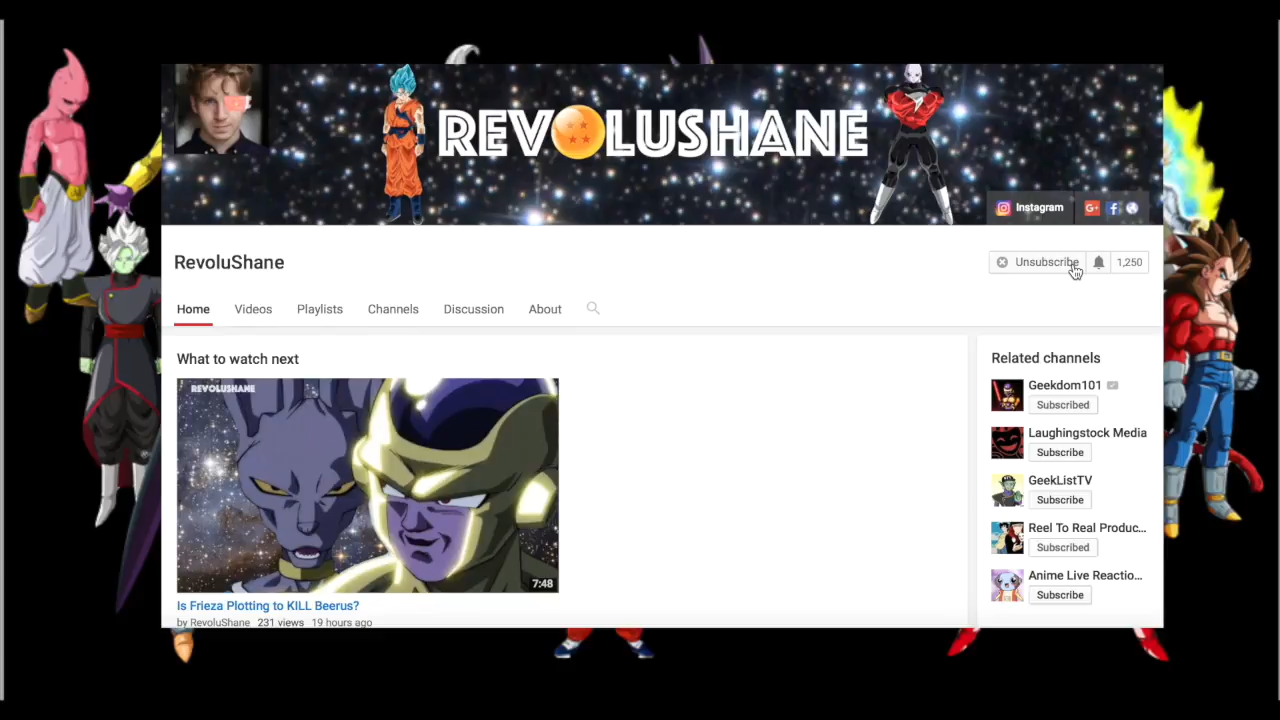 REVOLUSHANE
Instagram
G+
RevoluShane
Unsubscribe
1,250
Home
Videos
Playlists
Channels
Discussion
About
What to watch next
REVOLUSHANE
7:48
Is Frieza Plotting to KILL Beerus?
by RevoluShane 231 views 19 hours ago
Related channels
Geekdom101
Subscribed
Laughingstock Media
Subscribe
GeekListTV
Subscribe
Reel To Real Produc...
Subscribed
Anime Live Reactio...
Subscribe